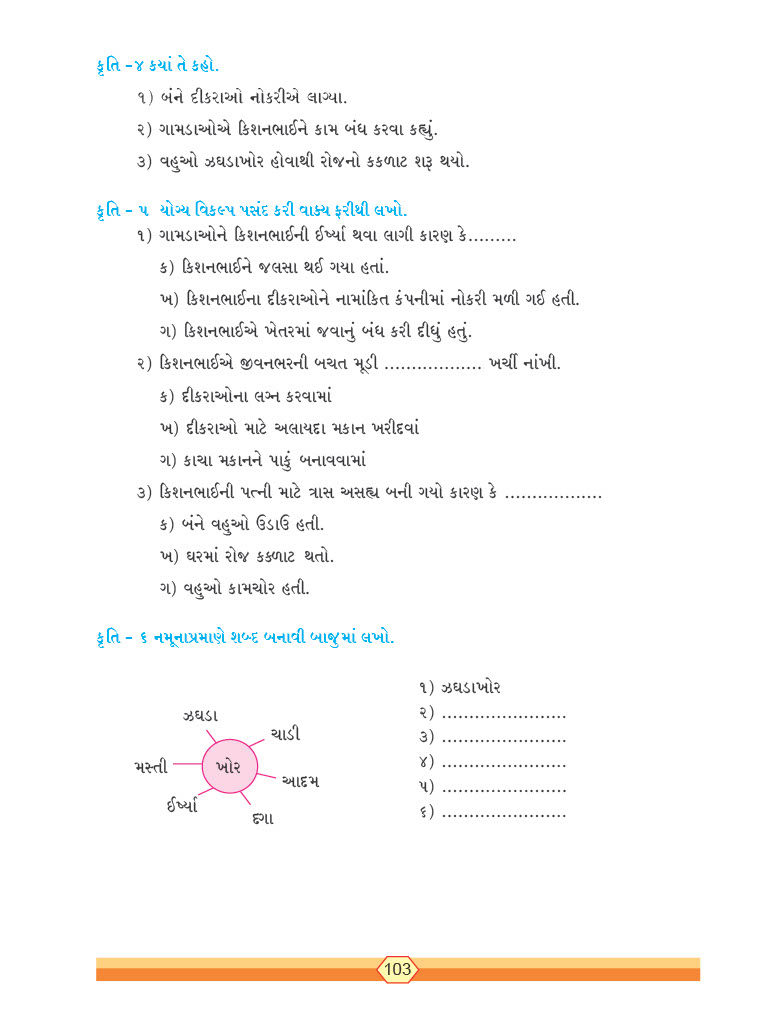 કૃતિ -૪ કયાં તે કહો.
૧) બંને દીકરાઓ નોકરીએ લાગ્યા.
૨) ગામડાઓએ કિશનભાઈને કામ બંધ કરવા કહ્યું.
૩) વહુઓ ઝઘડાખોર હોવાથી રોજનો કકળાટ શરૂ થયો.
કૃતિ - ૫ યોગ્ય વિકલ્પ પસંદ કરી વાક્ય ફરીથી લખો.
૧) ગામડાઓને કિશનભાઈની ઈર્ષ્યા થવા લાગી કારણ કે.........
ક) કિશનભાઈને જલસા થઈ ગયા હતાં.
ખ) કિશનભાઈના દીકરાઓને નામાંકિત કંપનીમાં નોકરી મળી ગઈ હતી.
ગ) કિશનભાઈએ ખેતરમાં જવાનું બંધ કરી દીધું હતું.
૨) કિશનભાઈએ જીવનભરની બચત મૂડી .................. ખર્ચી નાંખી.
ક) દીકરાઓના લગ્ન કરવામાં
ખ) દીકરાઓ માટે અલાયદા મકાન ખરીદવાં
ગ) કાચા મકાનને પાકું બનાવવામાં
૩) કિશનભાઈની પત્ની માટે ત્રાસ અસહ્ય બની ગયો કારણ કે ..................
ક) બંને વહુઓ ઉડાઉ હતી.
ખ) ઘરમાં રોજ કકળાટ થતો.
ગ) વહુઓ કામચોર હતી.
કૃતિ - ૬ નમૂનાપ્રમાણે શબ્દ બનાવી બાજુમાં લખો.
ઝઘડા
ચાડી
મસ્તી
ખોર
આદમ
ઈર્ષ્યા
દગા
૧) ઝઘડાખોર
૨) .......................
૩) .......................
૪) .......................
૫) .......................
૬) .......................
103